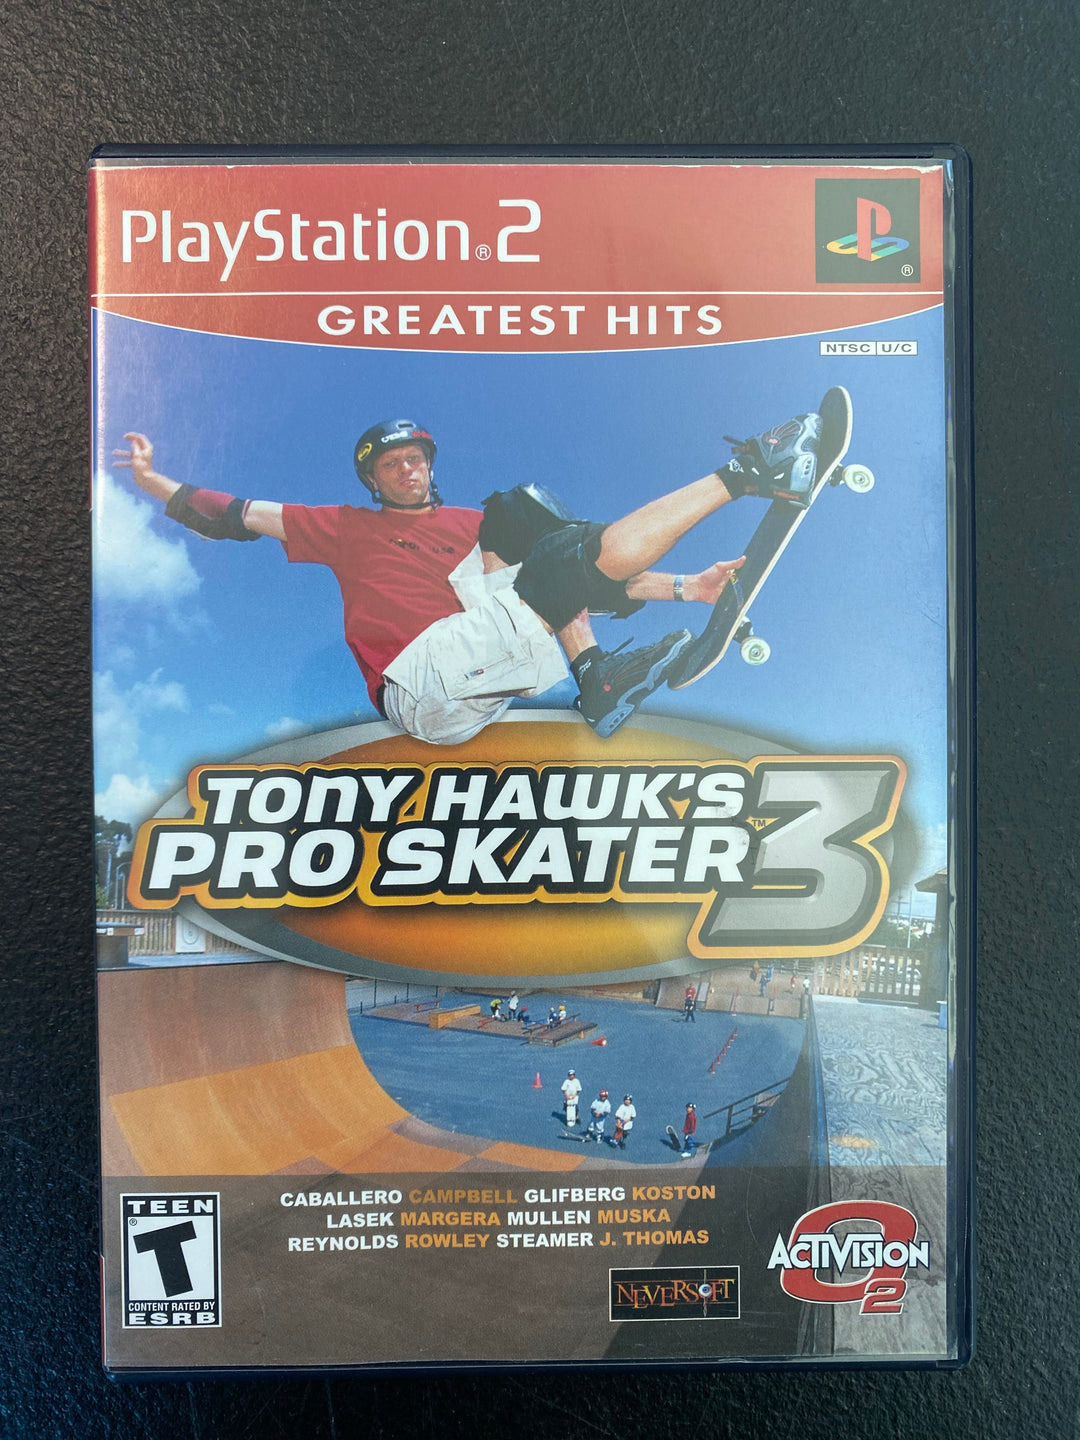 PlayStation®2
GREATEST HITS
NTSC U/C
®
TONY HAWK'S
PRO SKATER™ 3
CABALLERO CAMPBELL GLIFBERG KOSTON
LASEK MARGERA MULLEN MUSKA
REYNOLDS ROWLEY STEAMER J. THOMAS
TEEN
®
T
CONTENT RATED BY
ESRB
NEVERSOFT
ACTIVISION
O2